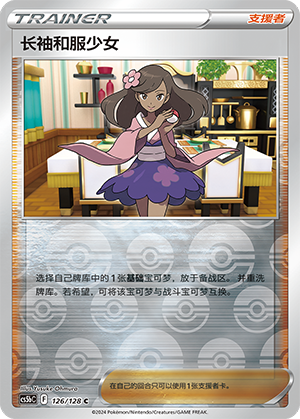 TRAINER
支援者
长袖和服少女
选择自己牌库中的1张基础宝可梦,放于备战区。并重洗
牌库。若希望,可将该宝可梦与战斗宝可梦互换。
Illus. Yusuke Ohmura
cs5bC F 126/128 C
在自己的回合只可以使用1张支援者卡。
©2024 Pokémon/Nintendo/Creatures/GAME FREAK.